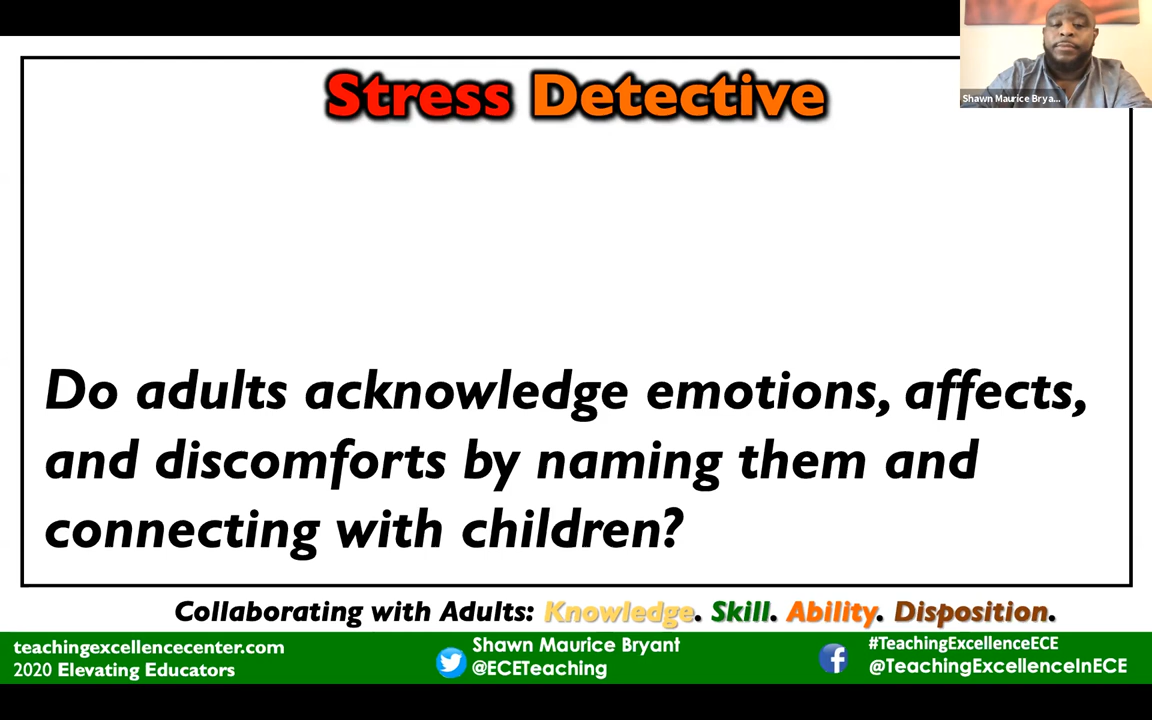 Stress Detective
Shawn Maurice Brya...
Do adults acknowledge emotions, affects,
and discomforts by naming them and
connecting with children?
Collaborating with Adults: Knowledge. Skill. Ability. Disposition.
teachingexcellencecenter.com
2020 Elevating Educators
Shawn Maurice Bryant
@ECETeaching
#TeachingExcellenceECE
@TeachingExcellenceInECE